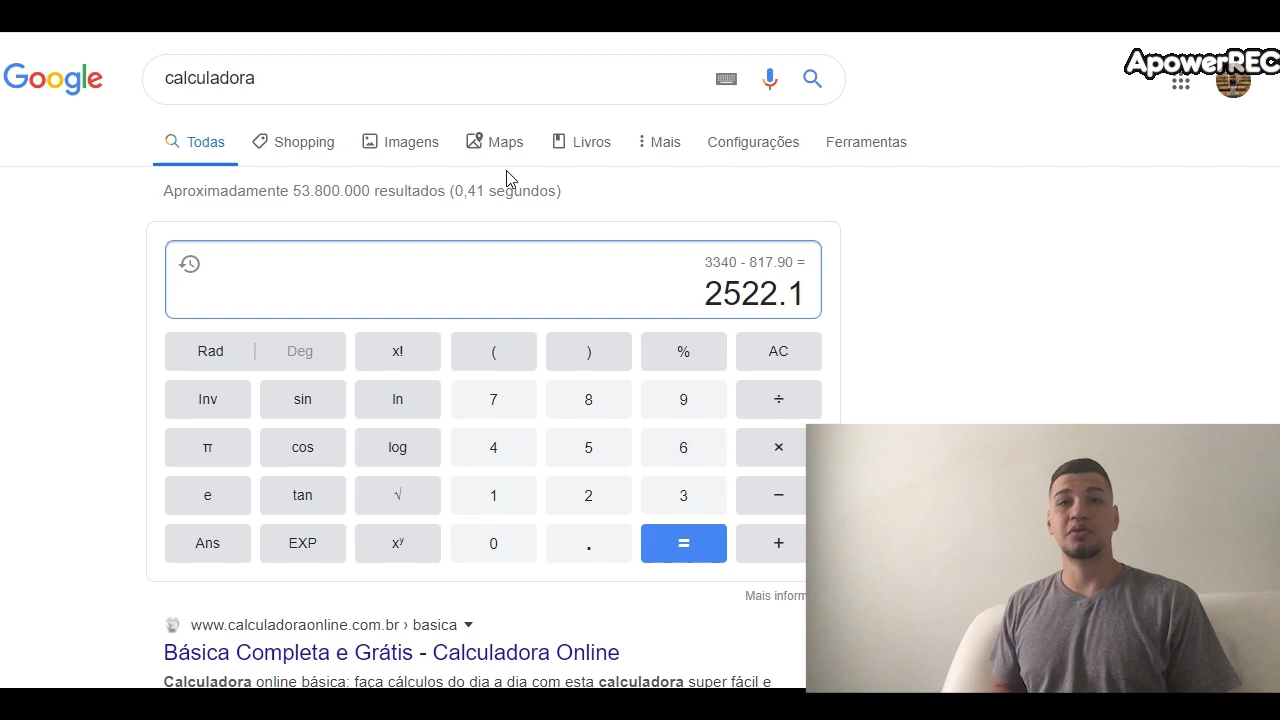 Google
calculadora
ApowerREC
Todas Shopping Imagens Maps Livros Mais Configurações Ferramentas
Aproximadamente 53.800.000 resultados (0,41 segundos)
3340 - 817.90 =
2522.1
Rad | Deg x! ( ) % AC
Inv sin ln 7 8 9 ÷
π cos log 4 5 6 ×
e tan √ 1 2 3 −
Ans EXP xʸ 0 . = +
Mais inform
www.calculadoraonline.com.br › basica
Básica Completa e Grátis - Calculadora Online
Calculadora online básica: faça cálculos do dia a dia com esta calculadora super fácil e